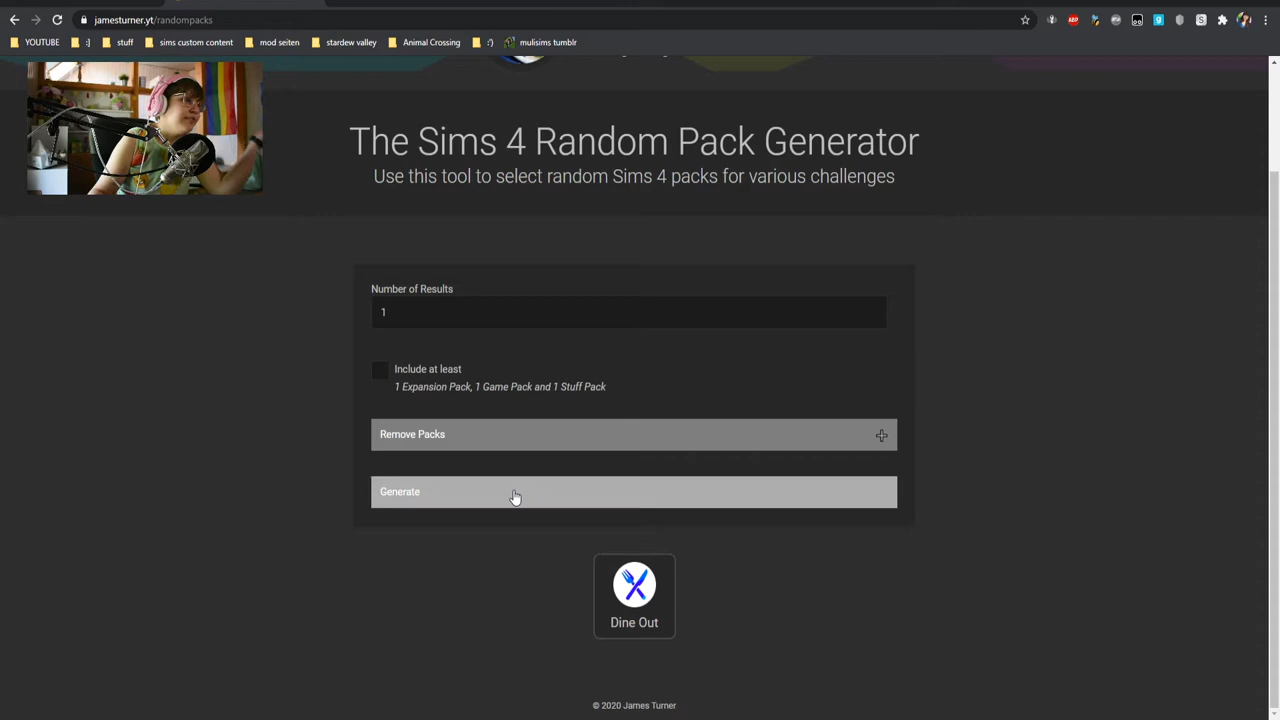 jamesturner.yt/randompacks
YOUTUBE
:]
stuff
sims custom content
mod seiten
stardew valley
Animal Crossing
:')
mulisims tumblr
ABP
The Sims 4 Random Pack Generator
Use this tool to select random Sims 4 packs for various challenges
Number of Results
1
Include at least
1 Expansion Pack, 1 Game Pack and 1 Stuff Pack
Remove Packs
Generate
Dine Out
© 2020 James Turner